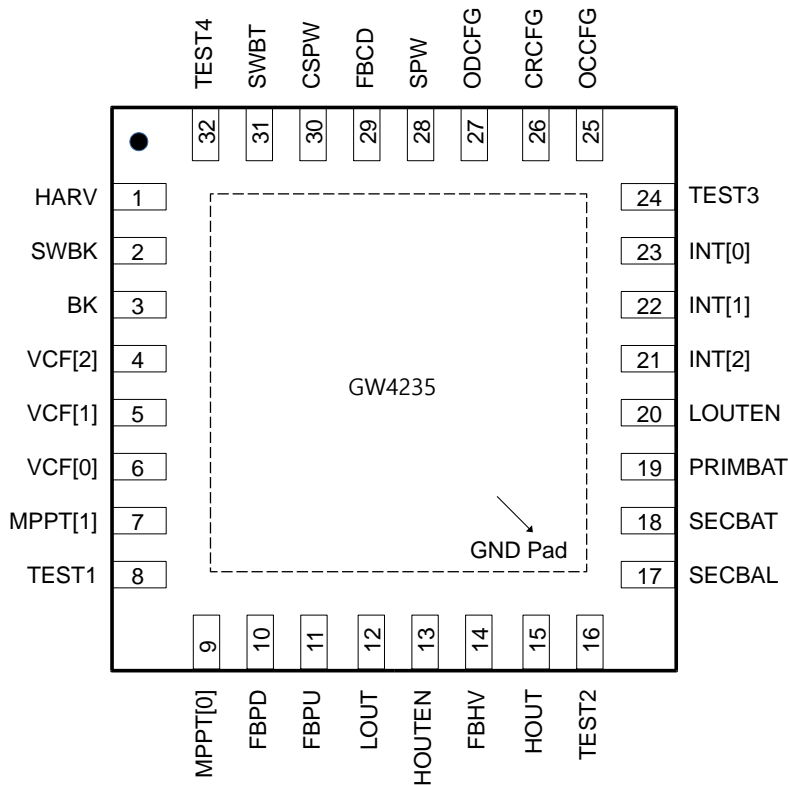 TEST4
SWBT
CSPW
FBCD
SPW
ODCFG
CRCFG
OCCFG
32
31
30
29
28
27
26
25
HARV 1
SWBK 2
BK 3
VCF[2] 4
VCF[1] 5
VCF[0] 6
MPPT[1] 7
TEST1 8
24 TEST3
23 INT[0]
22 INT[1]
21 INT[2]
20 LOUTEN
19 PRIMBAT
18 SECBAT
17 SECBAL
GW4235
GND Pad
9
10
11
12
13
14
15
16
MPPT[0]
FBPD
FBPU
LOUT
HOUTEN
FBHV
HOUT
TEST2